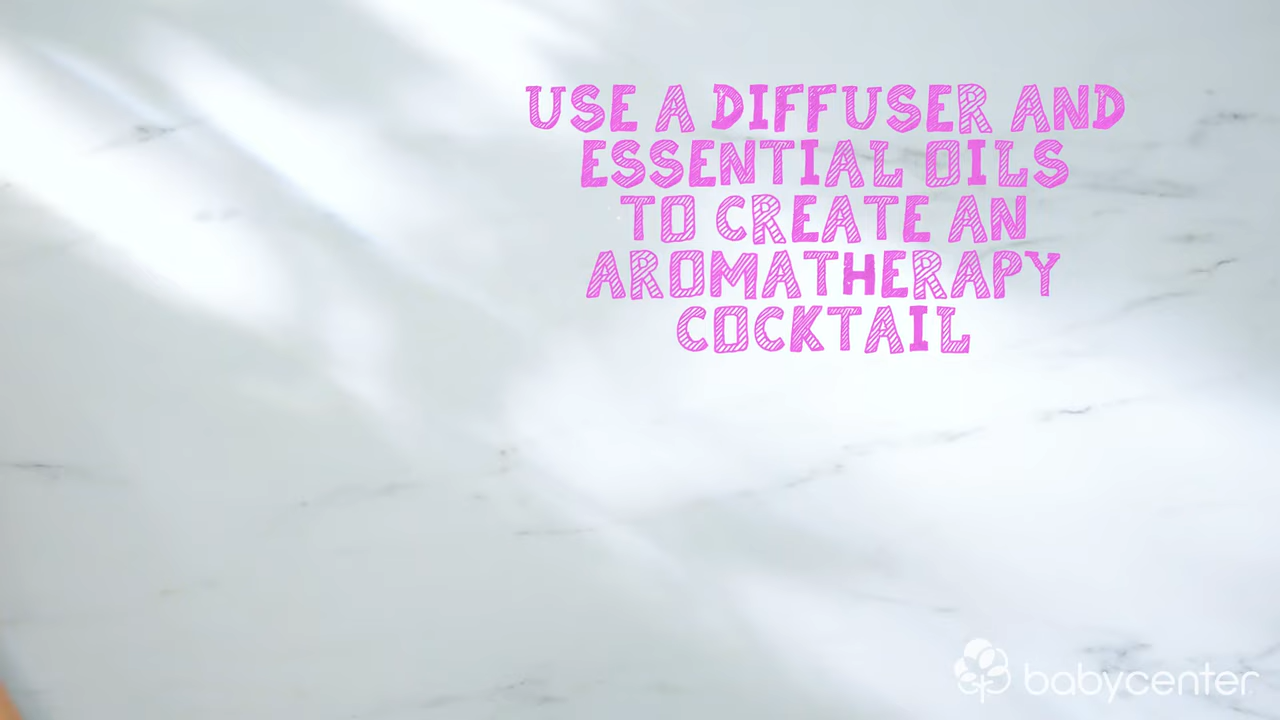 USE A DIFFUSER AND
ESSENTIAL OILS
TO CREATE AN
AROMATHERAPY
COCKTAIL
babycenter